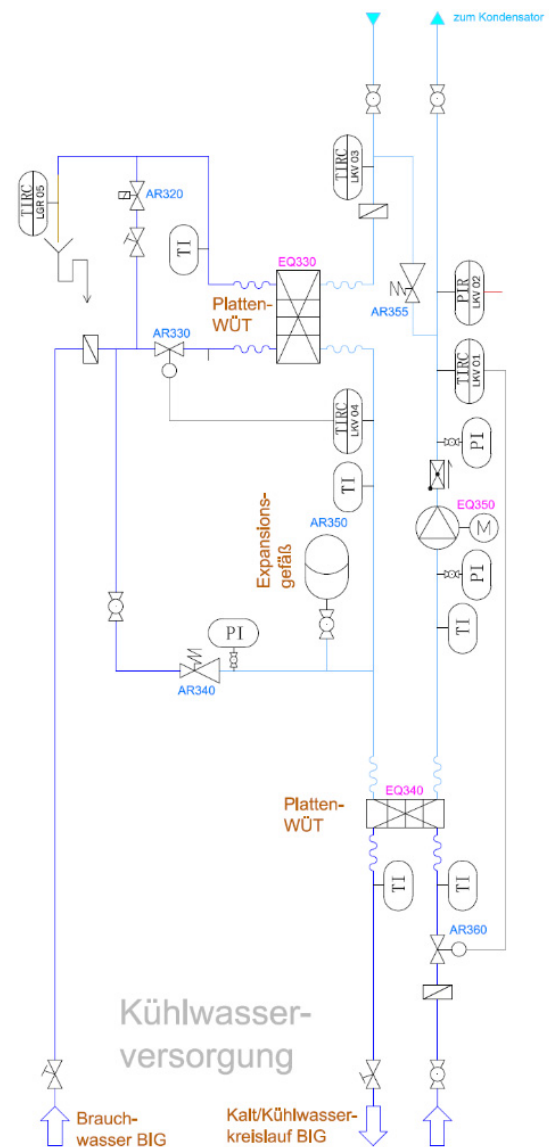 zum Kondensator
TIRC
LKV 03
TIRC
LGR 05
AR320
TI
EQ330
Platten-
WÜT
AR355
PIR
LKV 02
AR330
TIRC
LKV 01
TIRC
LKV 04
PI
TI
EQ350
M
Expansions-
gefäß
AR350
PI
PI
TI
AR340
EQ340
Platten-
WÜT
TI
TI
AR360
Kühlwasser-
versorgung
Brauch-
wasser BIG
Kalt/Kühlwasser-
kreislauf BIG